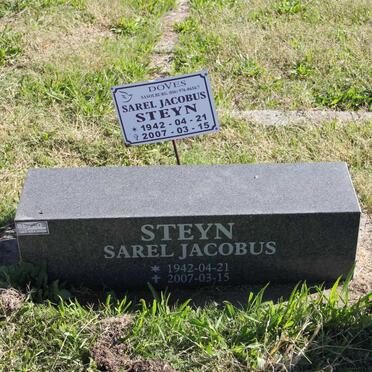 DOVES
SASOLBURG
SAREL JACOBUS
STEYN
* 1942 - 04 - 21
✞ 2007 - 03 - 15
STEYN
SAREL JACOBUS
* 1942-04-21
✝ 2007-03-15